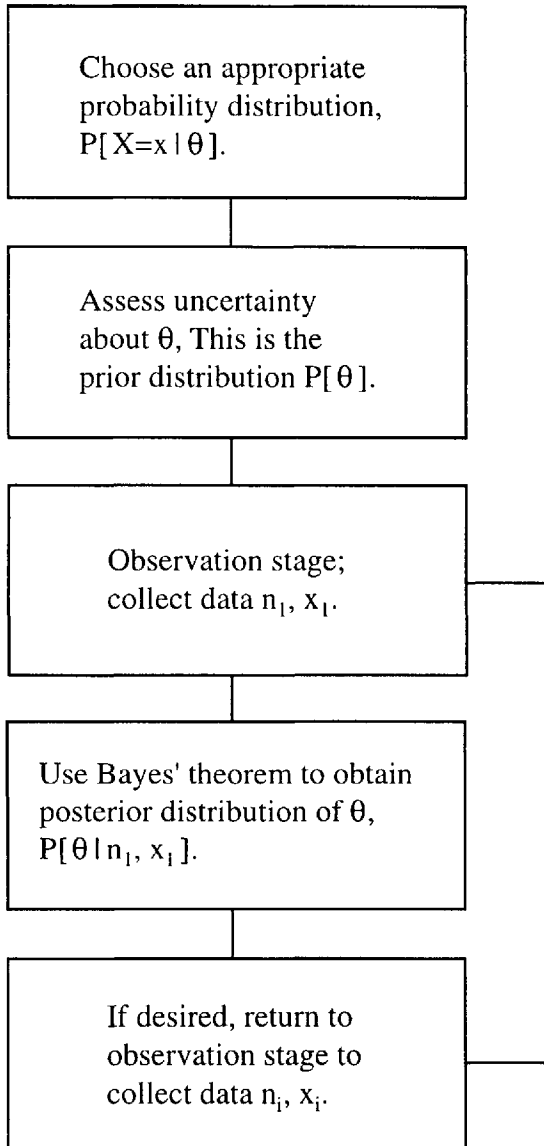 Choose an appropriate
probability distribution,
P[X=x|θ].
Assess uncertainty
about θ, This is the
prior distribution P[θ].
Observation stage;
collect data n₁, x₁.
Use Bayes' theorem to obtain
posterior distribution of θ,
P[θ|n₁, x₁].
If desired, return to
observation stage to
collect data nᵢ, xᵢ.